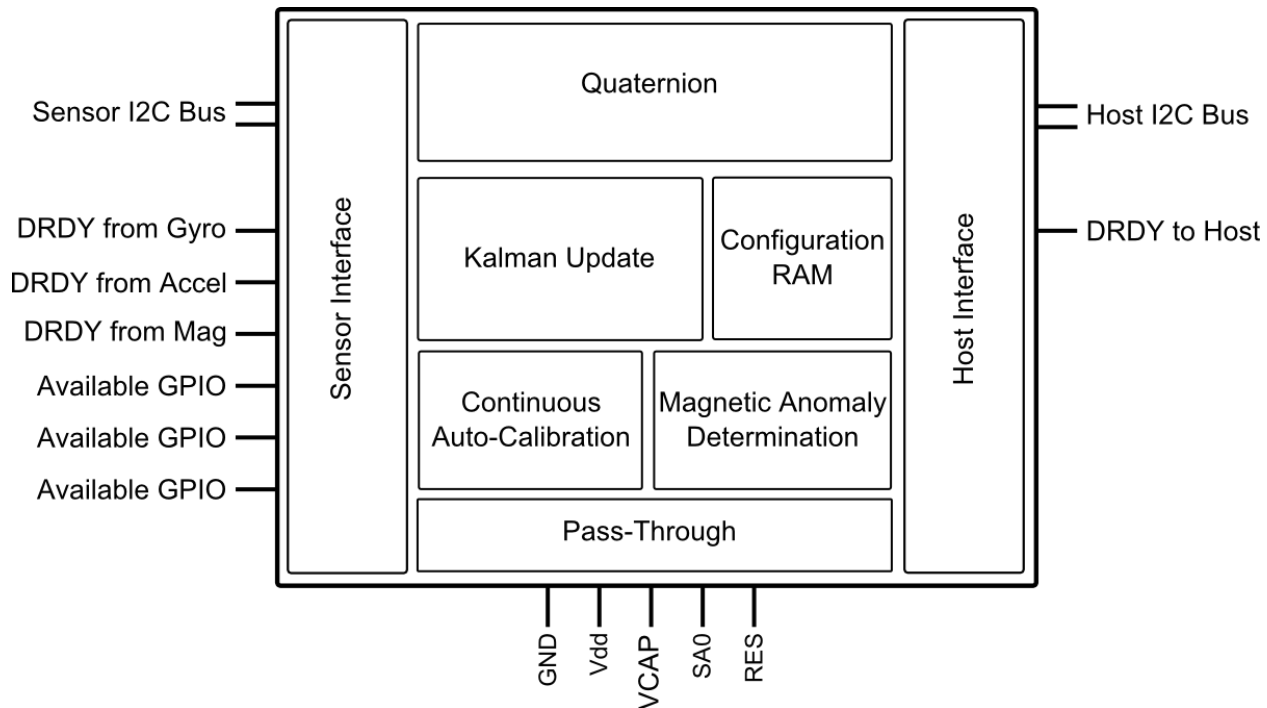 Quaternion
Sensor I2C Bus
Host I2C Bus
DRDY from Gyro
DRDY to Host
Sensor Interface
Kalman Update
Configuration
RAM
Host Interface
DRDY from Accel
DRDY from Mag
Available GPIO
Available GPIO
Available GPIO
Continuous
Auto-Calibration
Magnetic Anomaly
Determination
Pass-Through
GND
Vdd
VCAP
SA0
RES